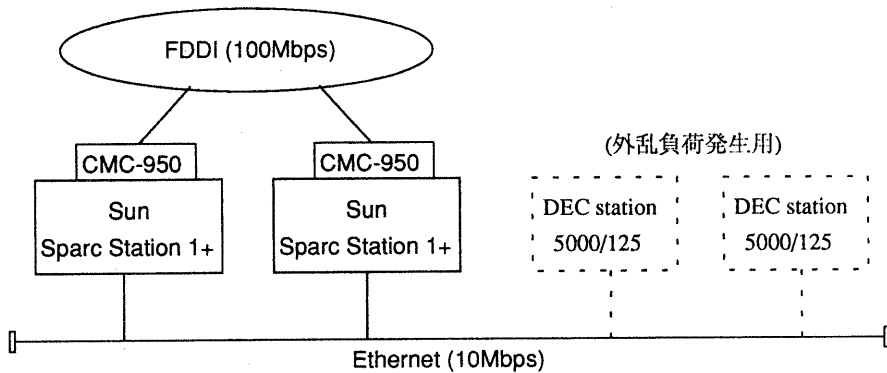 FDDI (100Mbps)
CMC-950
Sun
Sparc Station 1+
CMC-950
Sun
Sparc Station 1+
(外乱負荷発生用)
DEC station
5000/125
DEC station
5000/125
Ethernet (10Mbps)